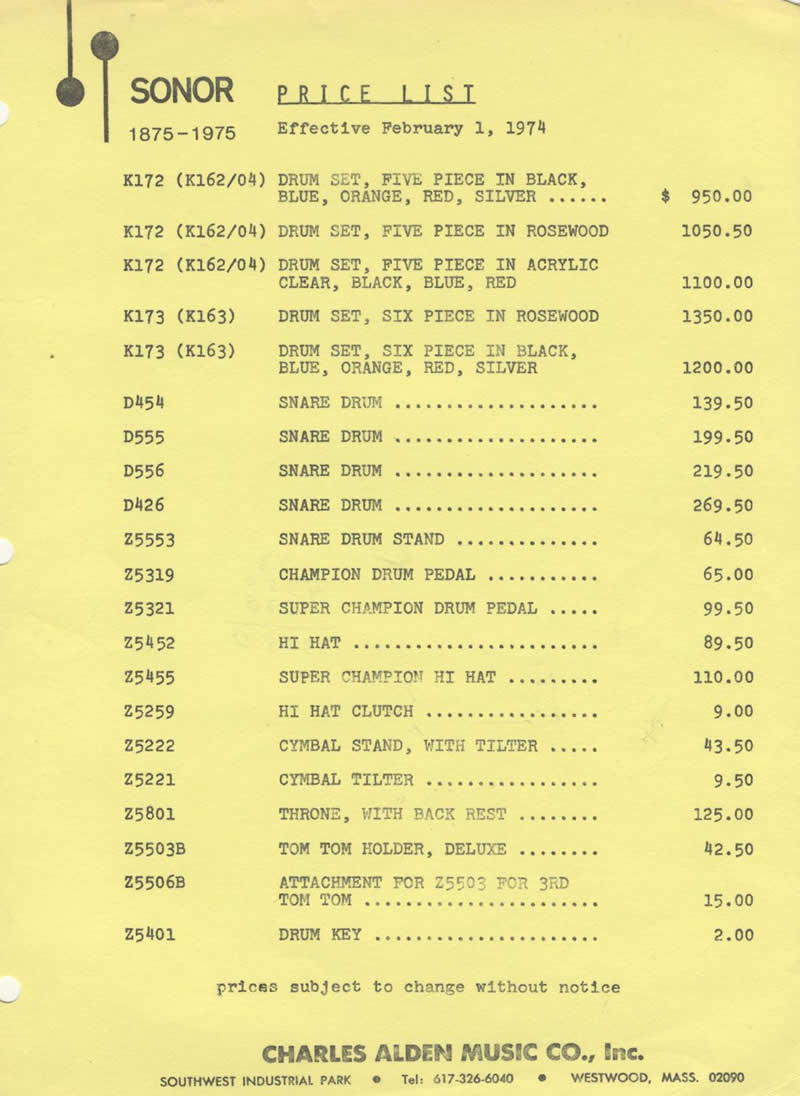 SONOR PRICE LIST
1875-1975 Effective February 1, 1974
K172 (K162/04) DRUM SET, FIVE PIECE IN BLACK,
BLUE, ORANGE, RED, SILVER ...... $ 950.00
K172 (K162/04) DRUM SET, FIVE PIECE IN ROSEWOOD 1050.50
K172 (K162/04) DRUM SET, FIVE PIECE IN ACRYLIC
CLEAR, BLACK, BLUE, RED 1100.00
K173 (K163) DRUM SET, SIX PIECE IN ROSEWOOD 1350.00
K173 (K163) DRUM SET, SIX PIECE IN BLACK,
BLUE, ORANGE, RED, SILVER 1200.00
D454 SNARE DRUM .................... 139.50
D555 SNARE DRUM .................... 199.50
D556 SNARE DRUM .................... 219.50
D426 SNARE DRUM .................... 269.50
Z5553 SNARE DRUM STAND .............. 64.50
Z5319 CHAMPION DRUM PEDAL ........... 65.00
Z5321 SUPER CHAMPION DRUM PEDAL ..... 99.50
Z5452 HI HAT ........................ 89.50
Z5455 SUPER CHAMPION HI HAT ......... 110.00
Z5259 HI HAT CLUTCH ................. 9.00
Z5222 CYMBAL STAND, WITH TILTER ..... 43.50
Z5221 CYMBAL TILTER ................. 9.50
Z5801 THRONE, WITH BACK REST ........ 125.00
Z5503B TOM TOM HOLDER, DELUXE ........ 42.50
Z5506B ATTACHMENT FOR Z5503 FOR 3RD
TOM TOM ....................... 15.00
Z5401 DRUM KEY ...................... 2.00
prices subject to change without notice
CHARLES ALDEN MUSIC CO., Inc.
SOUTHWEST INDUSTRIAL PARK • Tel: 617-326-6040 • WESTWOOD, MASS. 02090